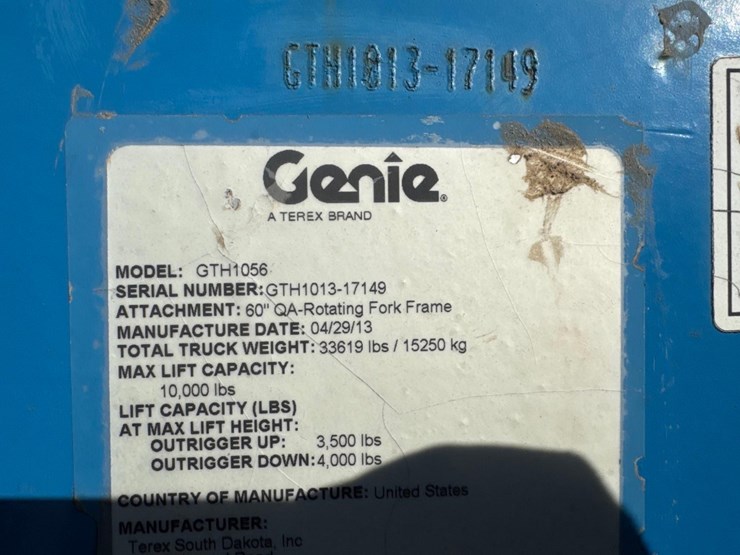 GTH1013-17149
Genie®
A TEREX BRAND
MODEL: GTH1056
SERIAL NUMBER: GTH1013-17149
ATTACHMENT: 60" QA-Rotating Fork Frame
MANUFACTURE DATE: 04/29/13
TOTAL TRUCK WEIGHT: 33619 lbs / 15250 kg
MAX LIFT CAPACITY:
10,000 lbs
LIFT CAPACITY (LBS)
AT MAX LIFT HEIGHT:
OUTRIGGER UP: 3,500 lbs
OUTRIGGER DOWN: 4,000 lbs
COUNTRY OF MANUFACTURE: United States
MANUFACTURER:
Terex South Dakota, Inc